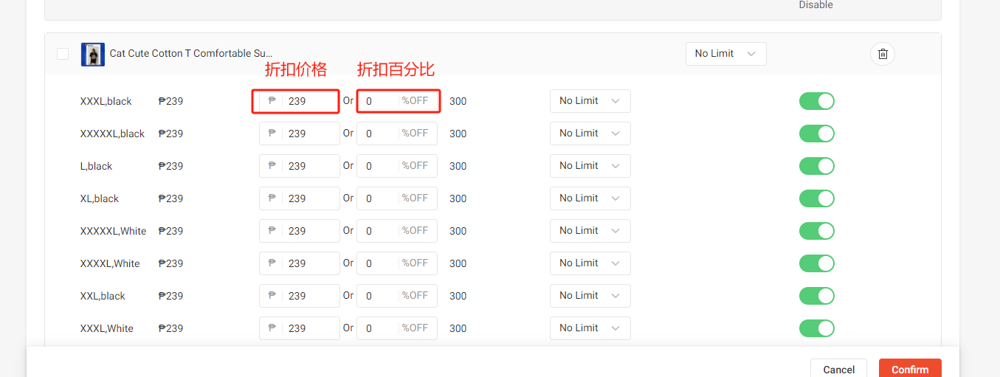 Disable
Cat Cute Cotton T Comfortable Su... No Limit
折扣价格 折扣百分比
XXXL,black ₱239 ₱ 239 Or 0 %OFF 300 No Limit
XXXXXL,black ₱239 ₱ 239 Or 0 %OFF 300 No Limit
L,black ₱239 ₱ 239 Or 0 %OFF 300 No Limit
XL,black ₱239 ₱ 239 Or 0 %OFF 300 No Limit
XXXXXL,White ₱239 ₱ 239 Or 0 %OFF 300 No Limit
XXXXL,White ₱239 ₱ 239 Or 0 %OFF 300 No Limit
XXL,black ₱239 ₱ 239 Or 0 %OFF 300 No Limit
XXXL,White ₱239 ₱ 239 Or 0 %OFF 300 No Limit
Cancel Confirm